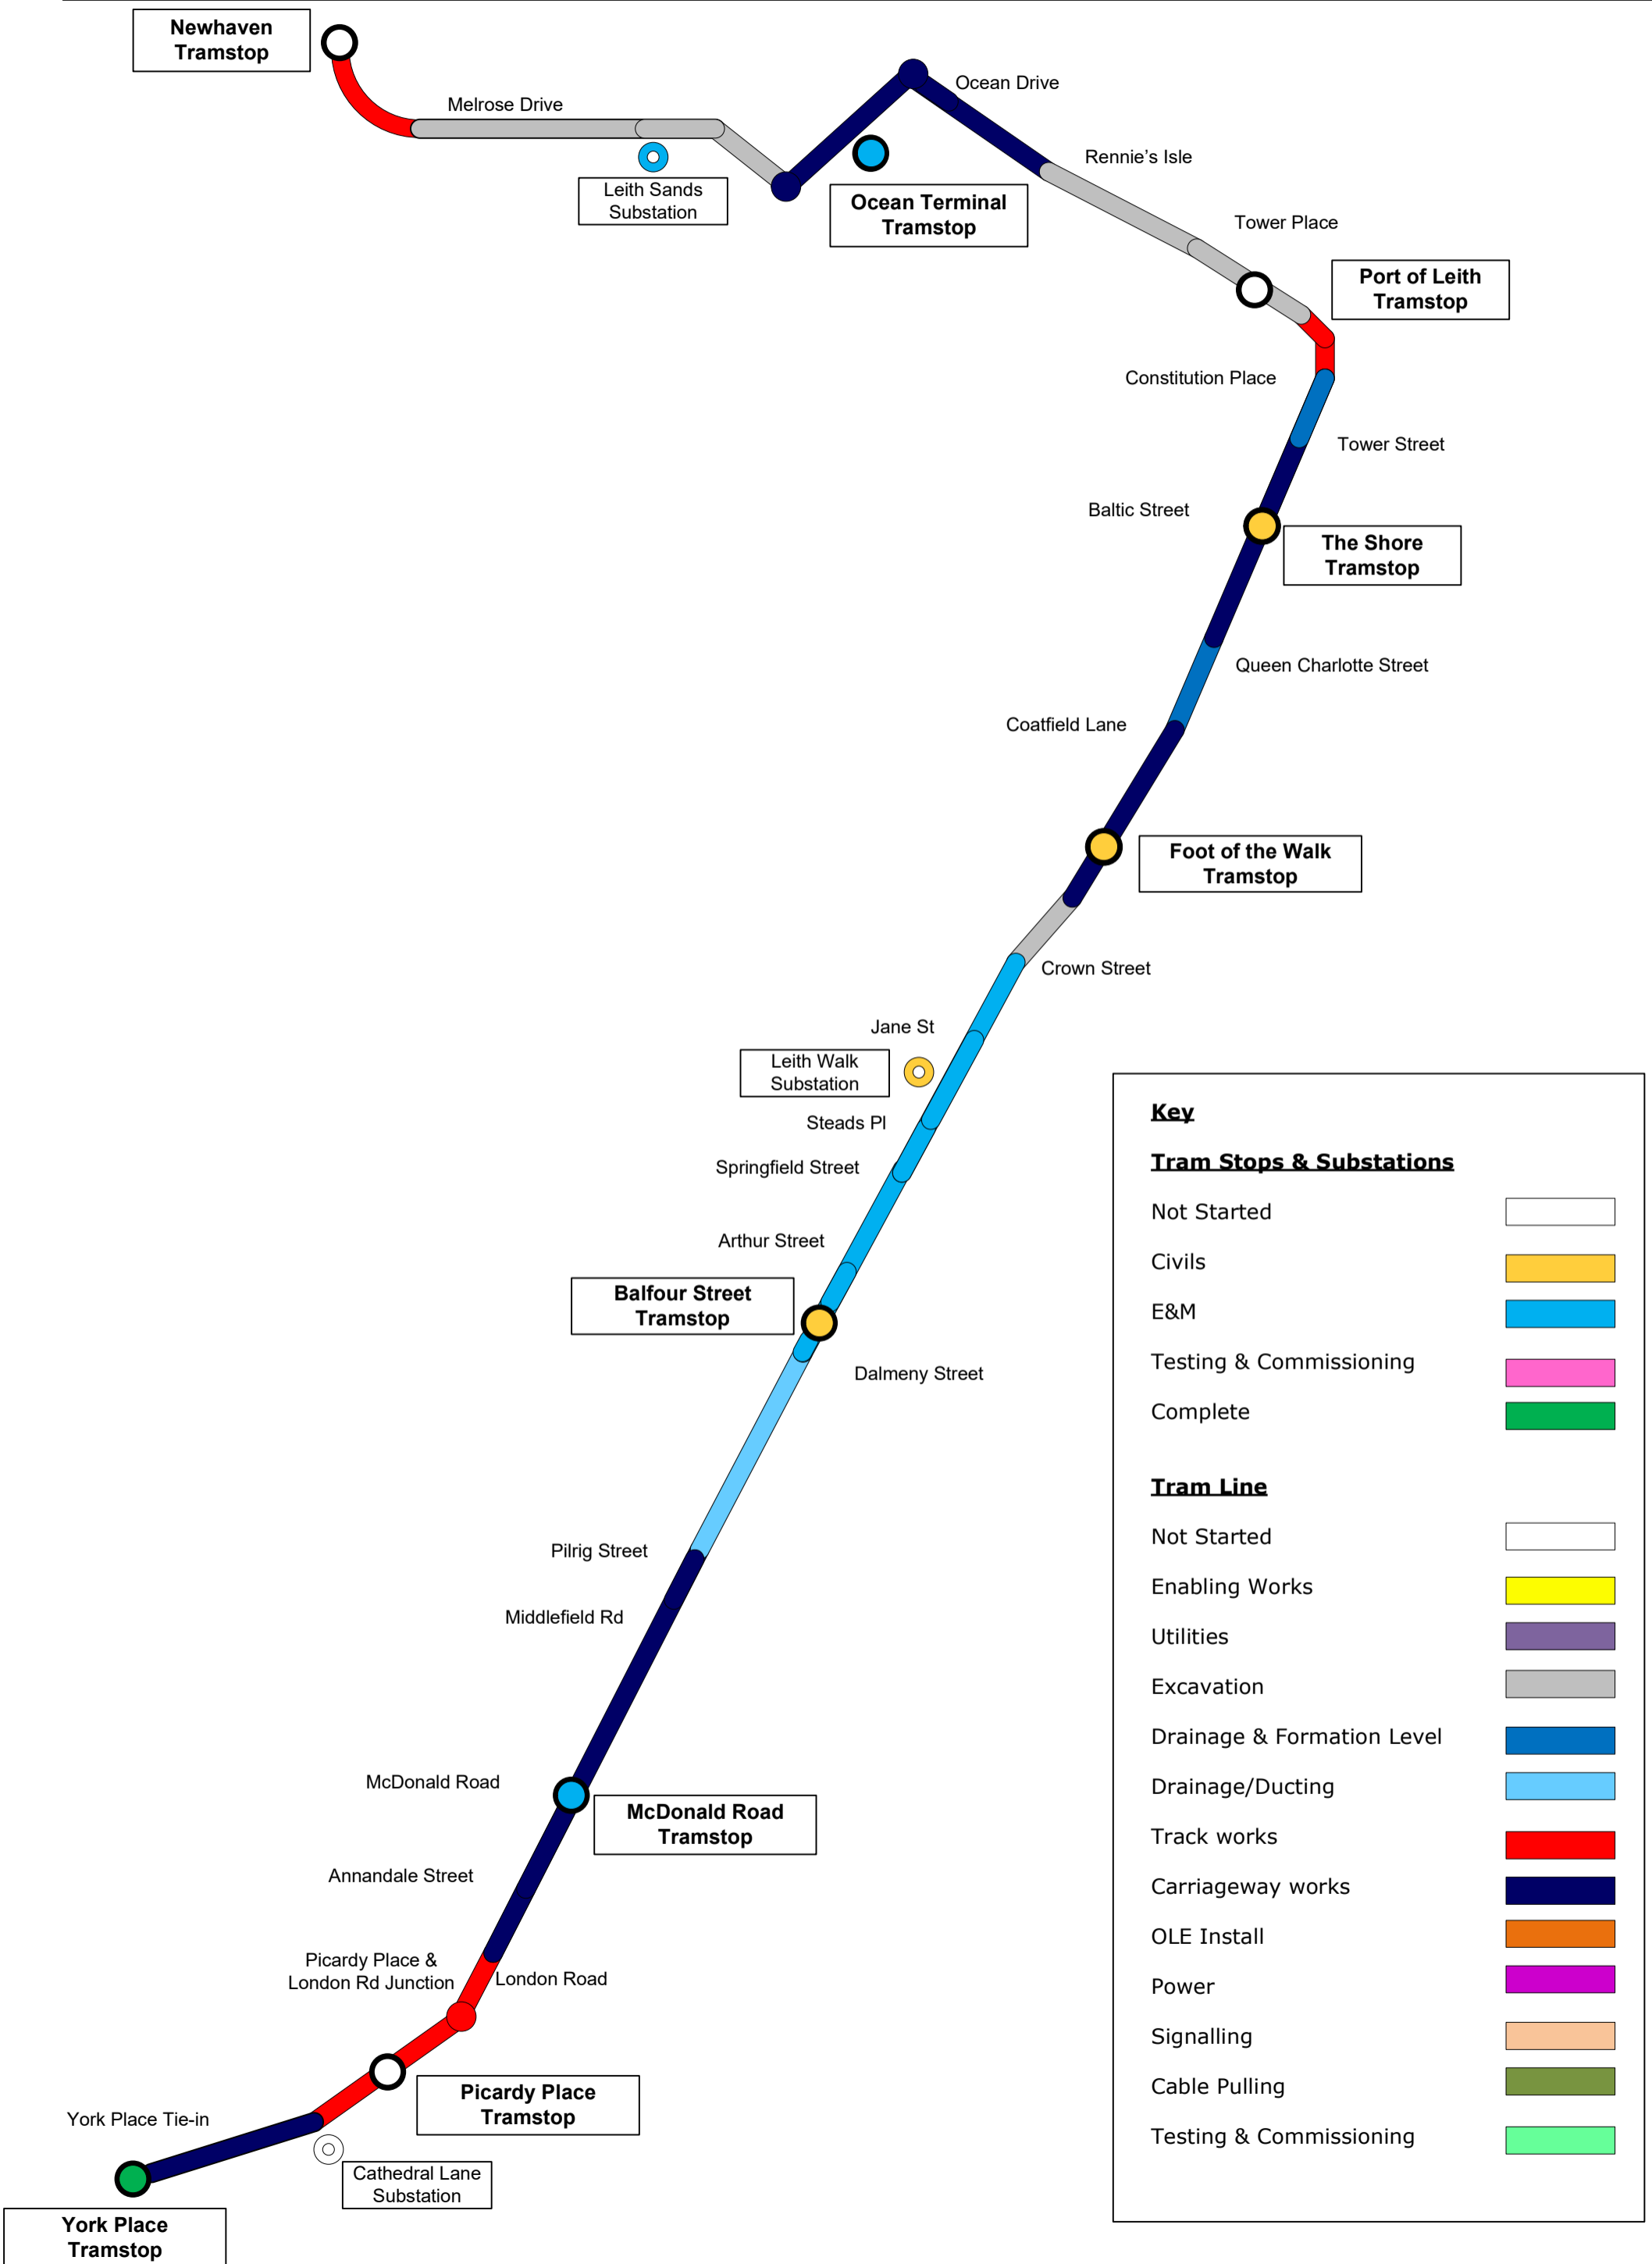 Newhaven
Tramstop
Melrose Drive
Ocean Drive
Leith Sands
Substation
Ocean Terminal
Tramstop
Rennie's Isle
Tower Place
Port of Leith
Tramstop
Constitution Place
Tower Street
Baltic Street
The Shore
Tramstop
Queen Charlotte Street
Coatfield Lane
Foot of the Walk
Tramstop
Crown Street
Jane St
Leith Walk
Substation
Steads Pl
Springfield Street
Arthur Street
Balfour Street
Tramstop
Dalmeny Street
Pilrig Street
Middlefield Rd
McDonald Road
McDonald Road
Tramstop
Annandale Street
Picardy Place &
London Rd Junction
London Road
Picardy Place
Tramstop
York Place Tie-in
Cathedral Lane
Substation
York Place
Tramstop
Key
Tram Stops & Substations
Not Started
Civils
E&M
Testing & Commissioning
Complete
Tram Line
Not Started
Enabling Works
Utilities
Excavation
Drainage & Formation Level
Drainage/Ducting
Track works
Carriageway works
OLE Install
Power
Signalling
Cable Pulling
Testing & Commissioning